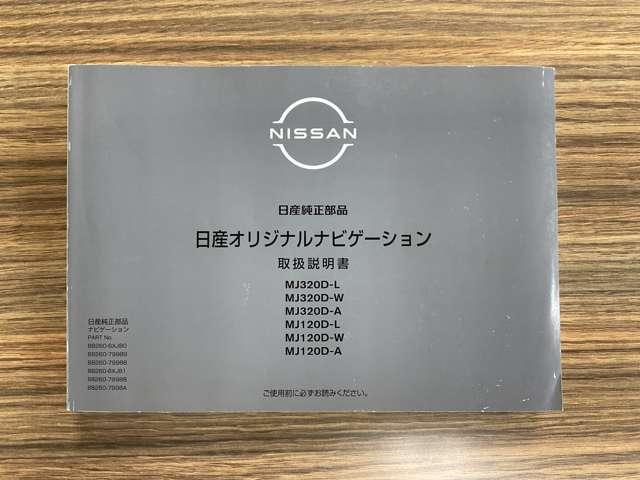 NISSAN
日産純正部品
日産オリジナルナビゲーション
取扱説明書
MJ320D-L
MJ320D-W
MJ320D-A
MJ120D-L
MJ120D-W
MJ120D-A
日産純正部品
ナビゲーション
PART No.
ご使用前に必ずお読みください。